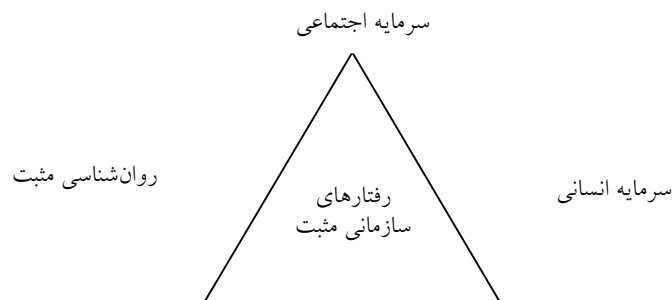 سرمایه اجتماعی
سرمایه انسانی
روان‌شناسی مثبت
رفتارهای
سازمانی مثبت